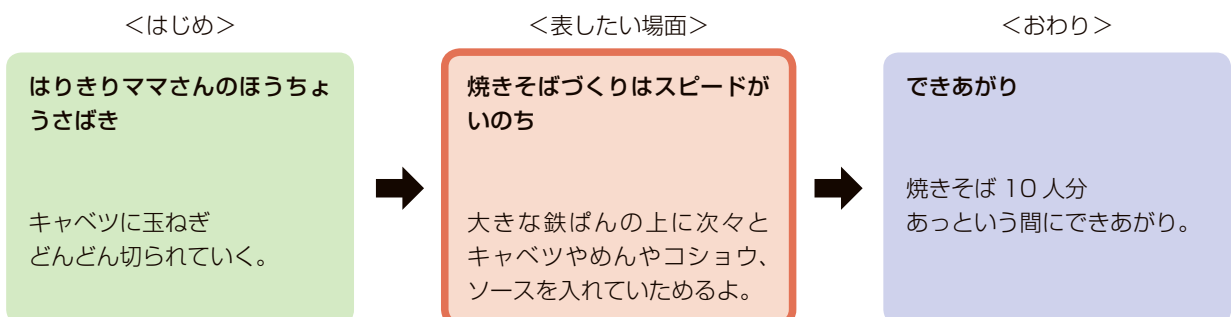 <はじめ>
はりきりママさんのほうちょ
うさばき
キャベツに玉ねぎ
どんどん切られていく。
<表したい場面>
焼きそばづくりはスピードが
いのち
大きな鉄ぱんの上に次々と
キャベツやめんやコショウ、
ソースを入れていためるよ。
<おわり>
できあがり
焼きそば 10 人分
あっという間にできあがり。